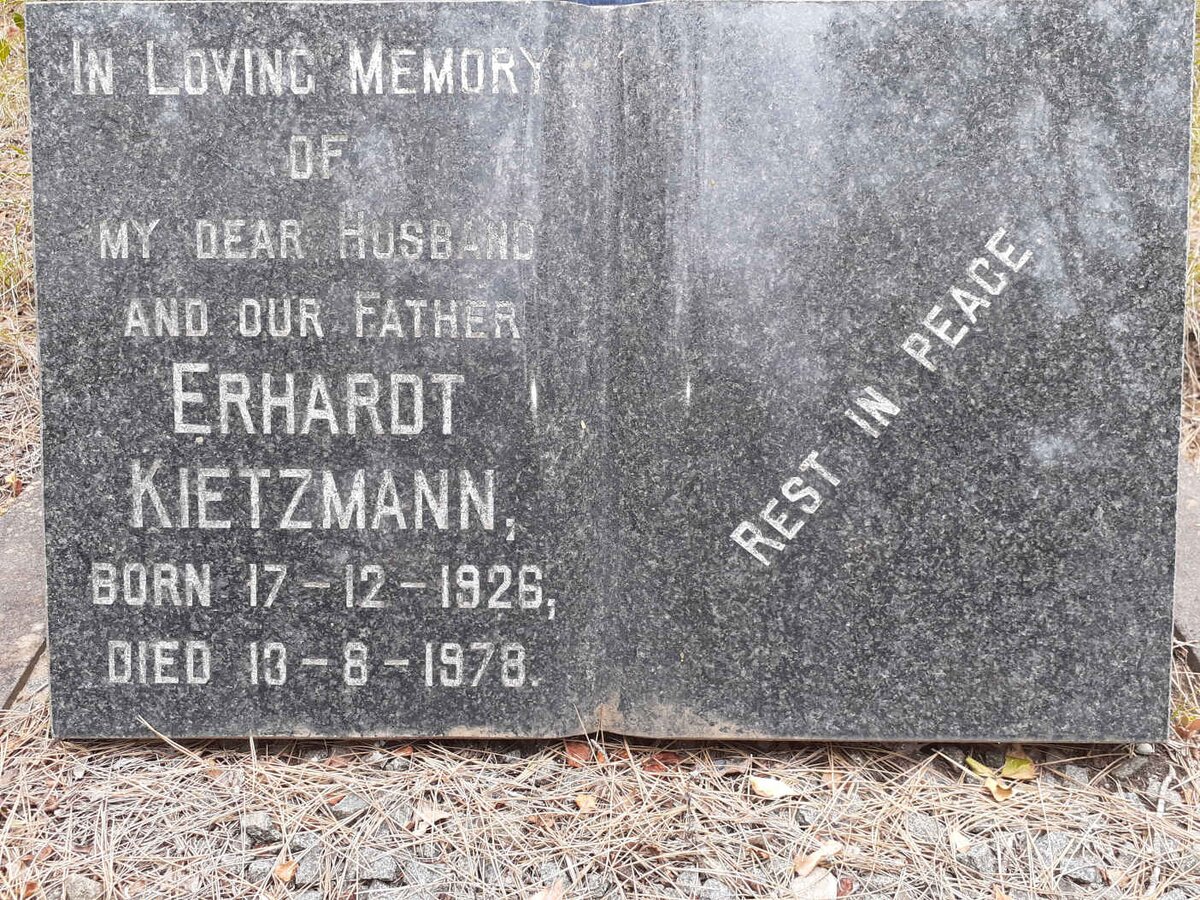 In Loving Memory
of
my dear Husband
and our Father
Erhardt
Kietzmann,
born 17-12-1926,
died 13-8-1978.
Rest in peace